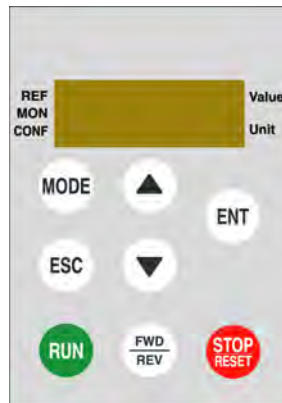 REF
MON
CONF
Value
Unit
MODE
ENT
ESC
RUN
FWD
REV
STOP
RESET